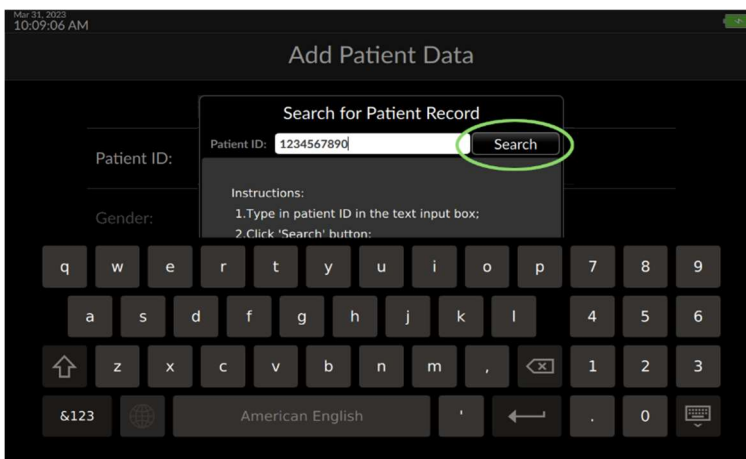 Mar 31, 2023
10:09:06 AM
Add Patient Data
Search for Patient Record
Patient ID: 1234567890 Search
Patient ID:
Instructions:
1.Type in patient ID in the text input box;
Gender:
2.Click 'Search' button;
q w e r t y u i o p 7 8 9
a s d f g h j k l 4 5 6
z x c v b n m , 1 2 3
&123 American English ' . 0